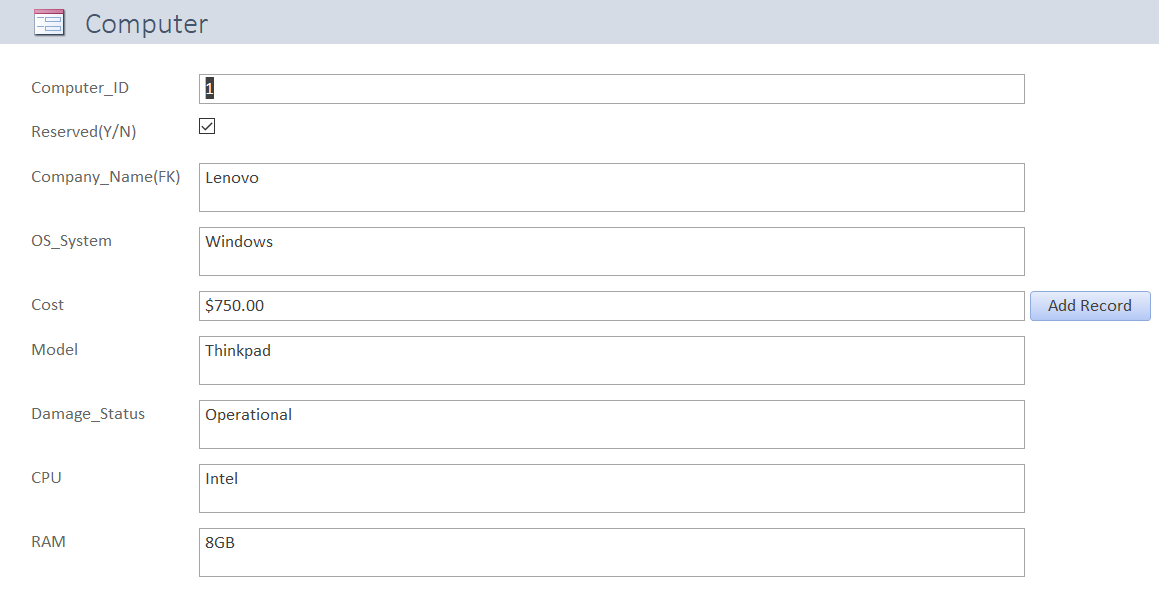 Computer
Computer_ID 1
Reserved(Y/N)
Company_Name(FK) Lenovo
OS_System Windows
Cost $750.00 Add Record
Model Thinkpad
Damage_Status Operational
CPU Intel
RAM 8GB